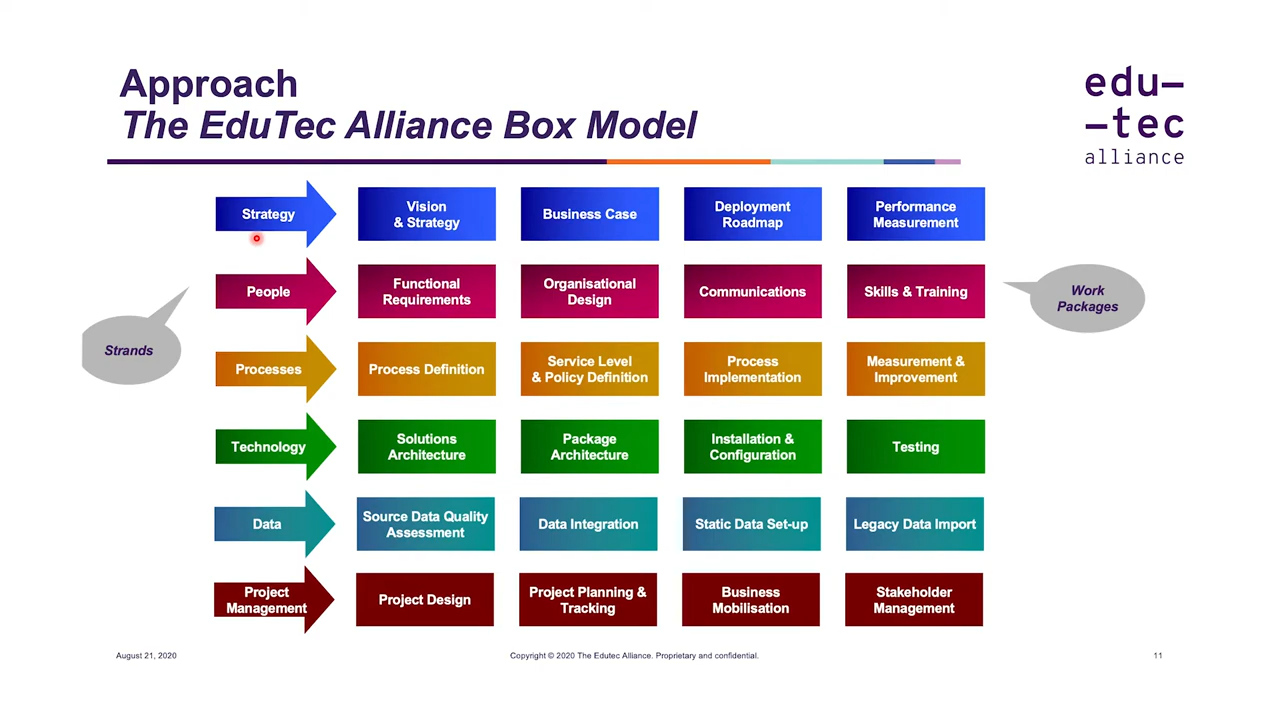 Approach
The EduTec Alliance Box Model
edu–
–tec
alliance
Strategy
Vision
& Strategy
Business Case
Deployment
Roadmap
Performance
Measurement
People
Functional
Requirements
Organisational
Design
Communications
Skills & Training
Work
Packages
Strands
Processes
Process Definition
Service Level
& Policy Definition
Process
Implementation
Measurement &
Improvement
Technology
Solutions
Architecture
Package
Architecture
Installation &
Configuration
Testing
Data
Source Data Quality
Assessment
Data Integration
Static Data Set-up
Legacy Data Import
Project
Management
Project Design
Project Planning &
Tracking
Business
Mobilisation
Stakeholder
Management
August 21, 2020
Copyright © 2020 The Edutec Alliance. Proprietary and confidential.
11